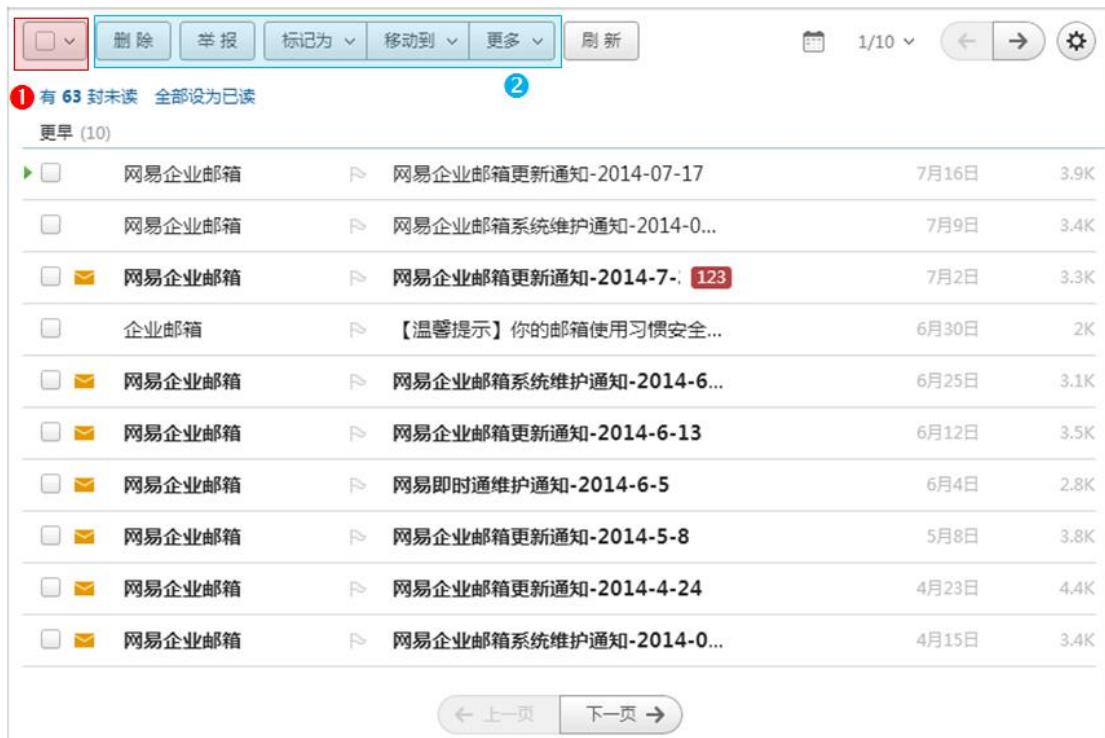 删 除 举 报 标记为 移动到 更多 刷 新 1/10
2
1 有 63 封未读 全部设为已读
更早 (10)
网易企业邮箱 网易企业邮箱更新通知-2014-07-17 7月16日 3.9K
网易企业邮箱 网易企业邮箱系统维护通知-2014-0... 7月9日 3.4K
网易企业邮箱 网易企业邮箱更新通知-2014-7-: 123 7月2日 3.3K
企业邮箱 【温馨提示】你的邮箱使用习惯安全... 6月30日 2K
网易企业邮箱 网易企业邮箱系统维护通知-2014-6... 6月25日 3.1K
网易企业邮箱 网易企业邮箱更新通知-2014-6-13 6月12日 3.5K
网易企业邮箱 网易即时通维护通知-2014-6-5 6月4日 2.8K
网易企业邮箱 网易企业邮箱更新通知-2014-5-8 5月8日 3.8K
网易企业邮箱 网易企业邮箱更新通知-2014-4-24 4月23日 4.4K
网易企业邮箱 网易企业邮箱系统维护通知-2014-0... 4月15日 3.4K
上一页 下一页